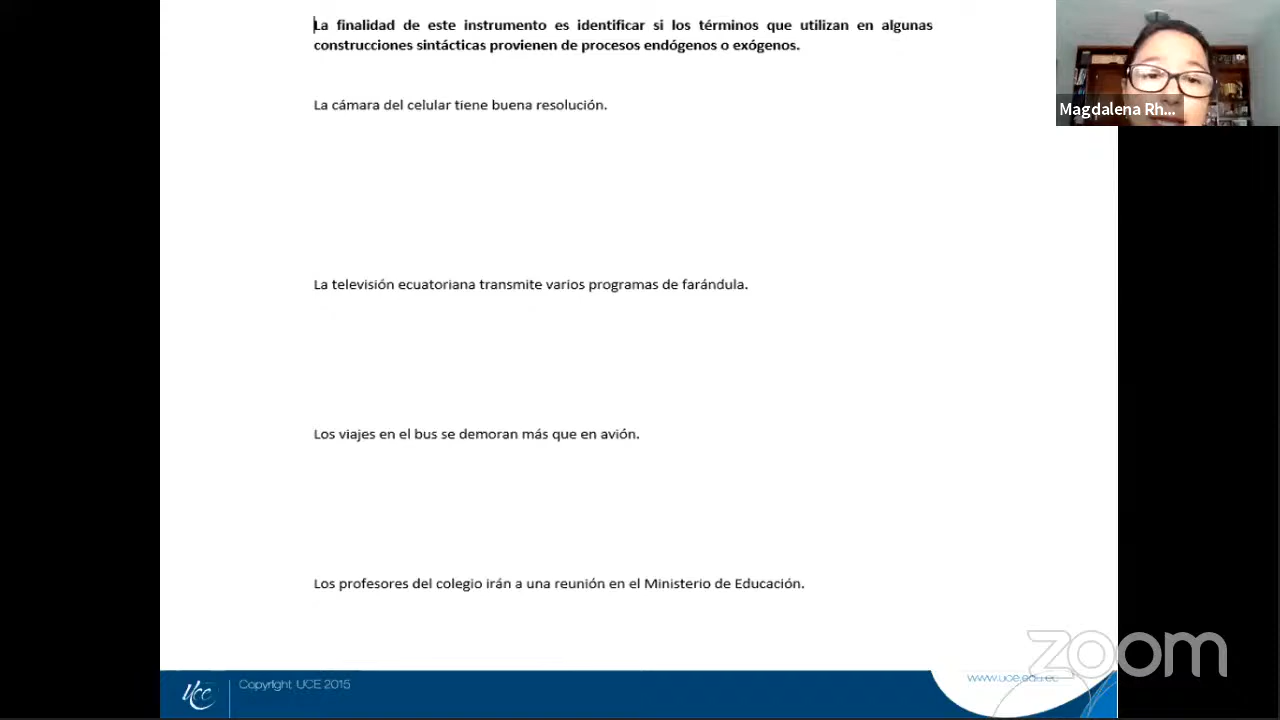 La finalidad de este instrumento es identificar si los términos que utilizan en algunas
construcciones sintácticas provienen de procesos endógenos o exógenos.
La cámara del celular tiene buena resolución.
Magdalena Rh...
La televisión ecuatoriana transmite varios programas de farándula.
Los viajes en el bus se demoran más que en avión.
Los profesores del colegio irán a una reunión en el Ministerio de Educación.
zoom
UCE
Copyright UCE 2015
www.uce.edu.ec